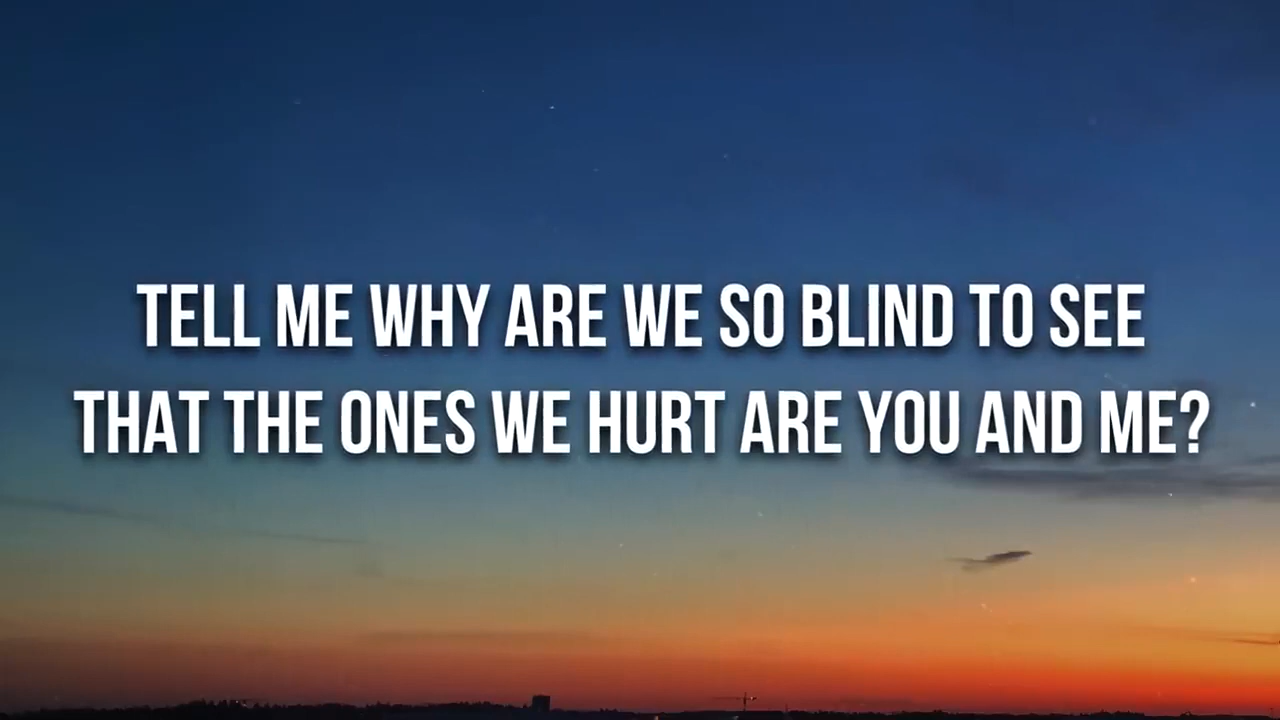 TELL ME WHY ARE WE SO BLIND TO SEE
THAT THE ONES WE HURT ARE YOU AND ME?